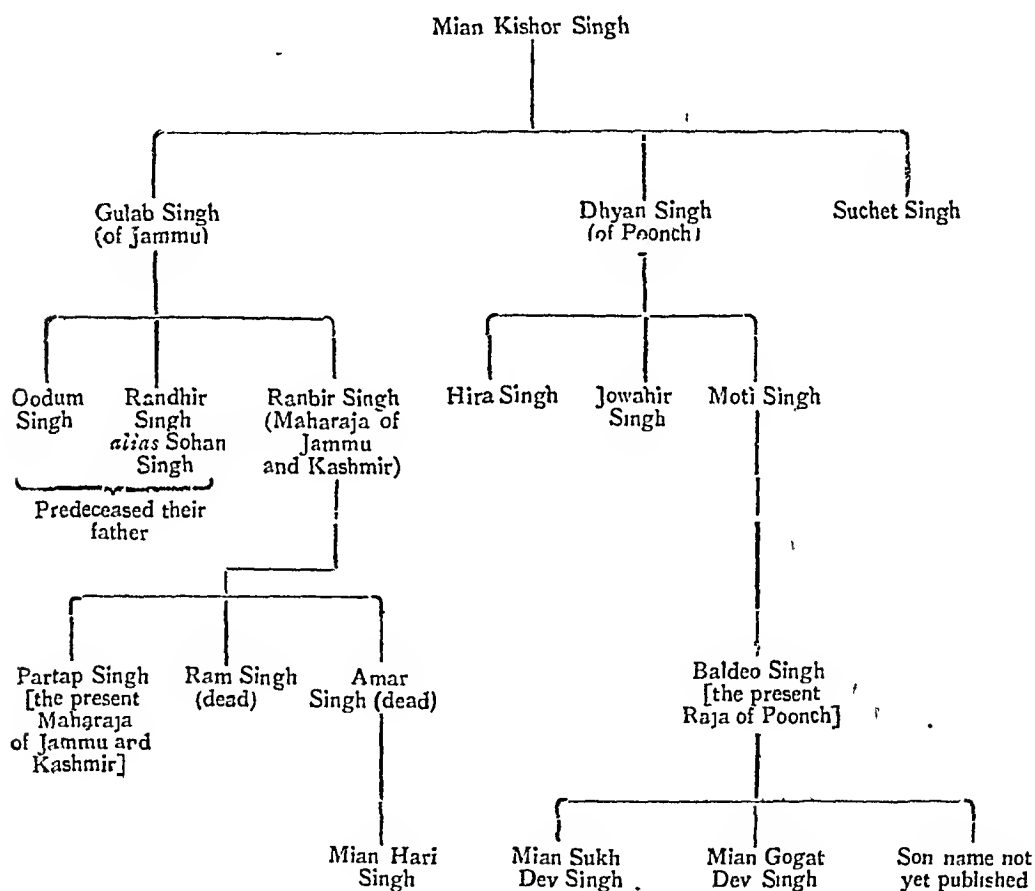 Mian Kishor Singh
Gulab Singh
(of Jammu)
Dhyan Singh
(of Poonch)
Suchet Singh
Oodum
Singh
Randhir
Singh
alias Sohan
Singh
Predeceased their
father
Ranbir Singh
(Maharaja of
Jammu
and Kashmir)
Hira Singh
Jowahir
Singh
Moti Singh
Partap Singh
[the present
Maharaja
of Jammu and
Kashmir]
Ram Singh
(dead)
Amar
Singh (dead)
Baldeo Singh
[the present
Raja of Poonch]
Mian Hari
Singh
Mian Sukh
Dev Singh
Mian Gogat
Dev Singh
Son name not
yet published